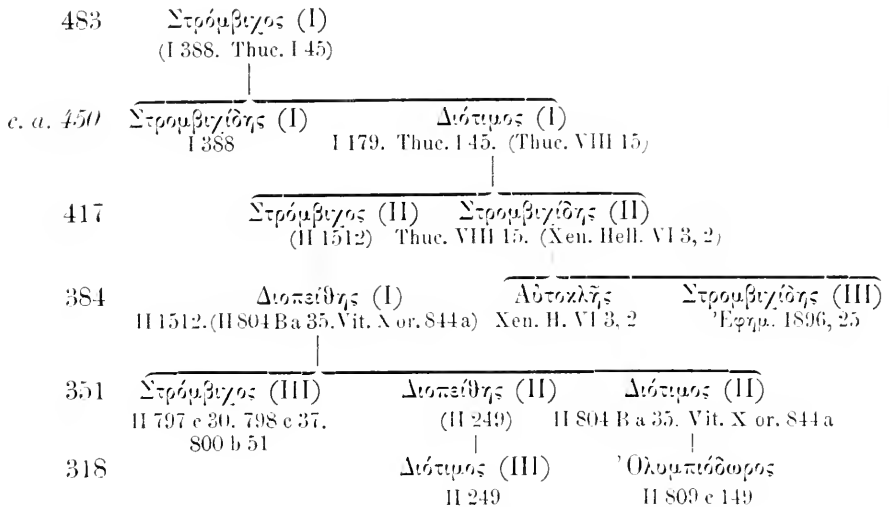 483 Στρόμβιχος (I)
(I 388. Thuc. I 45)
c. a. 450 Στρομβιχίδης (I) Διότιμος (I)
I 388 I 179. Thuc. I 45. (Thuc. VIII 15)
417 Στρόμβιχος (II) Στρομβιχίδης (II)
(II 1512) Thuc. VIII 15. (Xen. Hell. VI 3, 2)
384 Διοπείθης (I) Αὐτοκλῆς Στρομβιχίδης (III)
II 1512. (II 804 B a 35. Vit. X or. 844 a) Xen. H. VI 3, 2 Ἐφημ. 1896, 25
351 Στρόμβιχος (III) Διοπείθης (II) Διότιμος (II)
II 797 c 30. 798 c 37. (II 249) II 804 B a 35. Vit. X or. 844 a
800 b 51
318 Διότιμος (III) Ὀλυμπιόδωρος
II 249 II 809 e 149